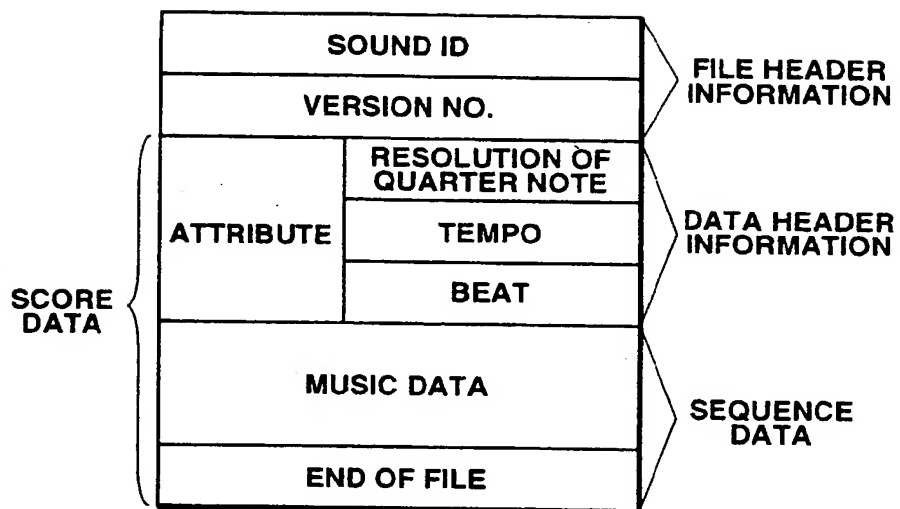 SOUND ID
VERSION NO.
FILE HEADER
INFORMATION
SCORE
DATA
ATTRIBUTE
RESOLUTION OF
QUARTER NOTE
TEMPO
BEAT
DATA HEADER
INFORMATION
MUSIC DATA
END OF FILE
SEQUENCE
DATA